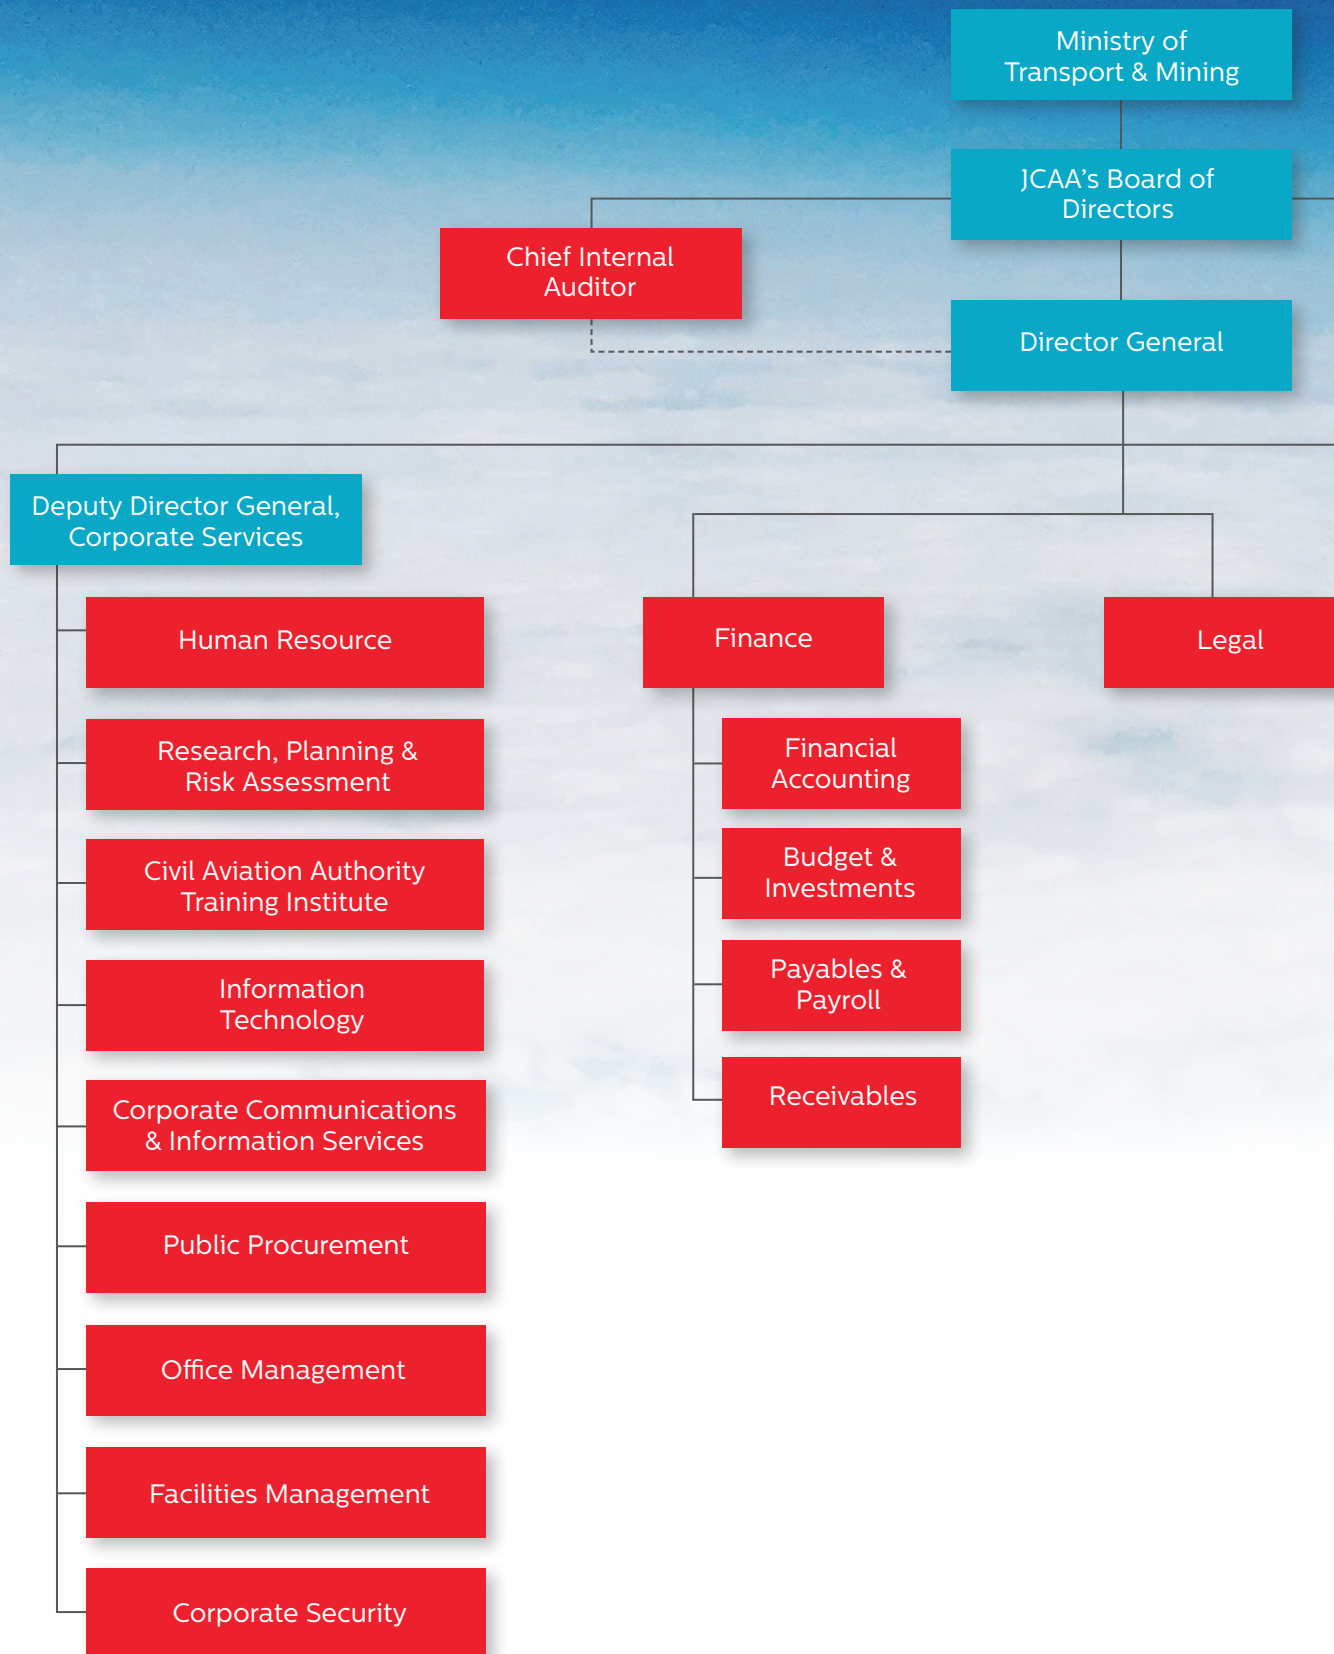 Ministry of
Transport & Mining
JCAA’s Board of
Directors
Chief Internal
Auditor
Director General
Deputy Director General,
Corporate Services
Human Resource
Research, Planning &
Risk Assessment
Civil Aviation Authority
Training Institute
Information
Technology
Corporate Communications
& Information Services
Public Procurement
Office Management
Facilities Management
Corporate Security
Finance
Financial
Accounting
Budget &
Investments
Payables &
Payroll
Receivables
Legal